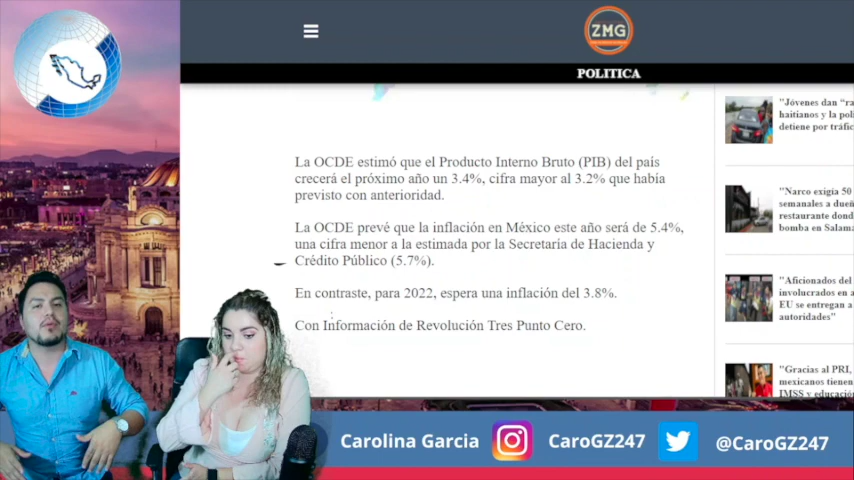 ZMG
POLITICA
La OCDE estimó que el Producto Interno Bruto (PIB) del país
crecerá el próximo año un 3.4%, cifra mayor al 3.2% que había
previsto con anterioridad.
La OCDE prevé que la inflación en México este año será de 5.4%,
una cifra menor a la estimada por la Secretaría de Hacienda y
Crédito Público (5.7%).
En contraste, para 2022, espera una inflación del 3.8%.
Con Información de Revolución Tres Punto Cero.
"Jóvenes dan "ra
haitianos y la poli
detiene por tráfic
"Narco exigía 50
semanales a dueñ
restaurante dond
bomba en Salama
"Aficionados del
involucrados en a
EU se entregan a
autoridades"
"Gracias al PRI,
mexicanos tienen
IMSS y educació
Carolina Garcia
CaroGZ247
@CaroGZ247